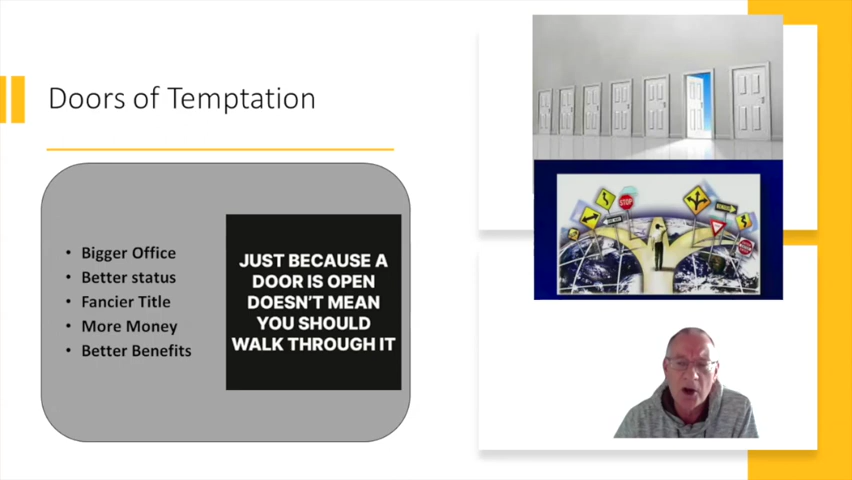 Doors of Temptation
• Bigger Office
• Better status
• Fancier Title
• More Money
• Better Benefits
JUST BECAUSE A
DOOR IS OPEN
DOESN'T MEAN
YOU SHOULD
WALK THROUGH IT
STOP